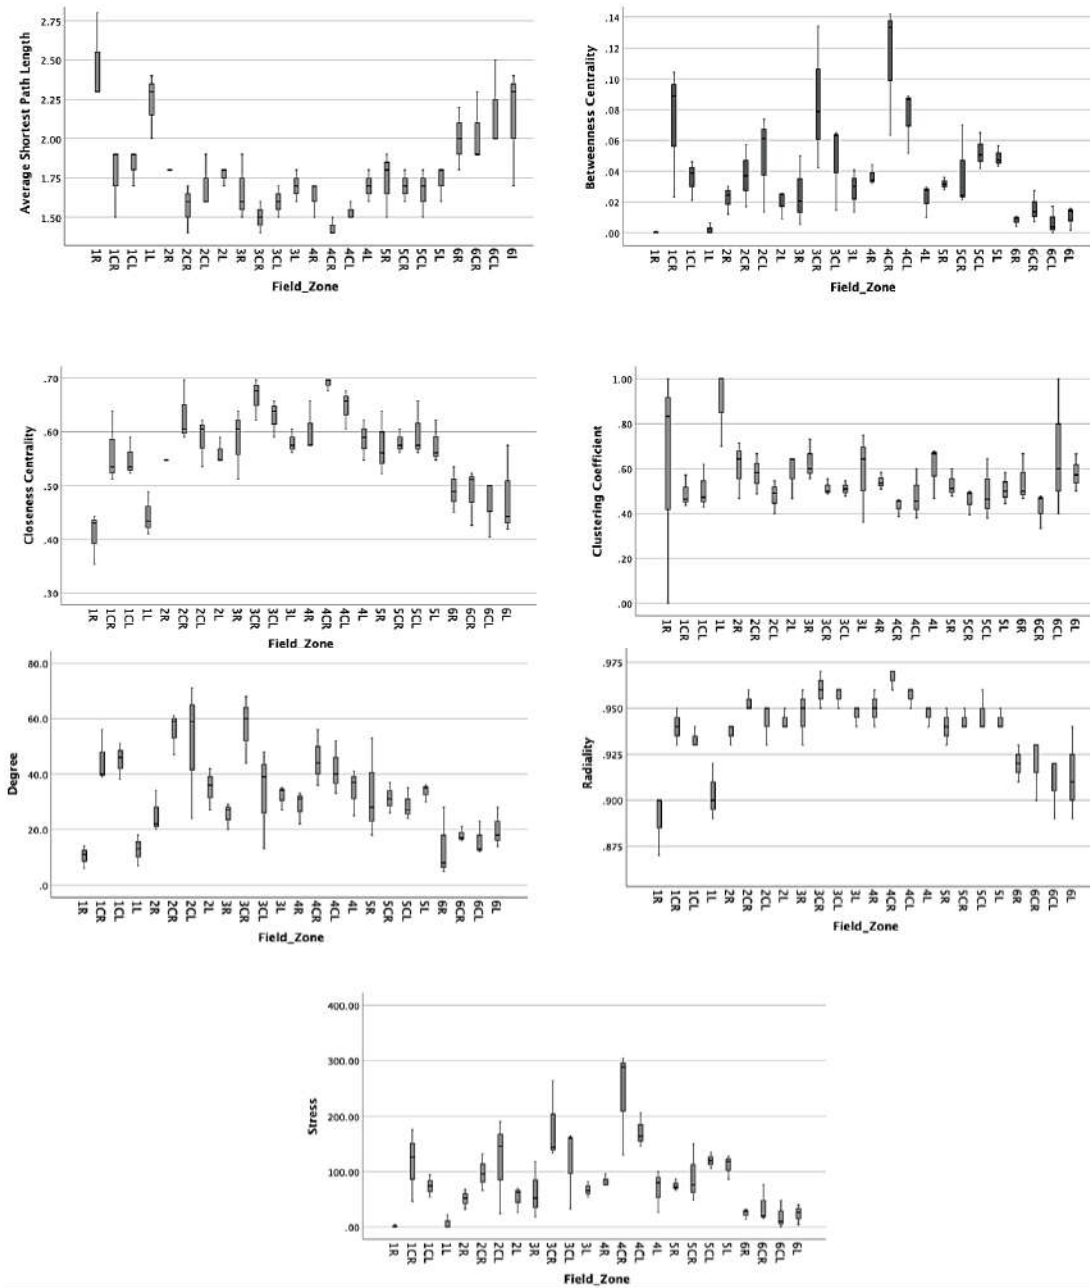 Average Shortest Path Length
2.75
2.50
2.25
2.00
1.75
1.50
1R 1CR 1CL 1L 2R 2CR 2CL 2L 3R 3CR 3CL 3L 4R 4CR 4CL 4L 5R 5CR 5CL 5L 6R 6CR 6CL 6L
Field_Zone
Betweenness Centrality
.14
.12
.10
.08
.06
.04
.02
.00
1R 1CR 1CL 1L 2R 2CR 2CL 2L 3R 3CR 3CL 3L 4R 4CR 4CL 4L 5R 5CR 5CL 5L 6R 6CR 6CL 6L
Field_Zone
Closeness Centrality
.70
.60
.50
.40
.30
1R 1CR 1CL 1L 2R 2CR 2CL 2L 3R 3CR 3CL 3L 4R 4CR 4CL 4L 5R 5CR 5CL 5L 6R 6CR 6CL 6L
Field_Zone
Clustering Coefficient
1.00
.80
.60
.40
.20
.00
1R 1CR 1CL 1L 2R 2CR 2CL 2L 3R 3CR 3CL 3L 4R 4CR 4CL 4L 5R 5CR 5CL 5L 6R 6CR 6CL 6L
Degree
80.0
60.0
40.0
20.0
.0
1R 1CR 1CL 1L 2R 2CR 2CL 2L 3R 3CR 3CL 3L 4R 4CR 4CL 4L 5R 5CR 5CL 5L 6R 6CR 6CL 6L
Field_Zone
Radiality
.975
.950
.925
.900
.875
1R 1CR 1CL 1L 2R 2CR 2CL 2L 3R 3CR 3CL 3L 4R 4CR 4CL 4L 5R 5CR 5CL 5L 6R 6CR 6CL 6L
Field_Zone
Stress
400.00
300.00
200.00
100.00
.00
1R 1CR 1CL 1L 2R 2CR 2CL 2L 3R 3CR 3CL 3L 4R 4CR 4CL 4L 5R 5CR 5CL 5L 6R 6CR 6CL 6L
Field_Zone